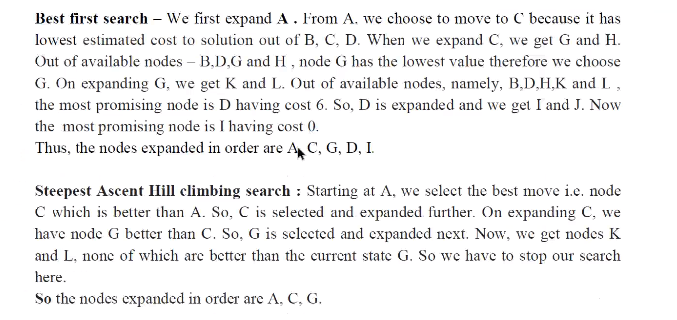 Best first search – We first expand A . From A, we choose to move to C because it has
lowest estimated cost to solution out of B, C, D. When we expand C, we get G and H.
Out of available nodes – B,D,G and H , node G has the lowest value therefore we choose
G. On expanding G, we get K and L. Out of available nodes, namely, B,D,H,K and L ,
the most promising node is D having cost 6. So, D is expanded and we get I and J. Now
the most promising node is I having cost 0.
Thus, the nodes expanded in order are A, C, G, D, I.
Steepest Ascent Hill climbing search : Starting at A, we select the best move i.e. node
C which is better than A. So, C is selected and expanded further. On expanding C, we
have node G better than C. So, G is selected and expanded next. Now, we get nodes K
and L, none of which are better than the current state G. So we have to stop our search
here.
So the nodes expanded in order are A, C, G.